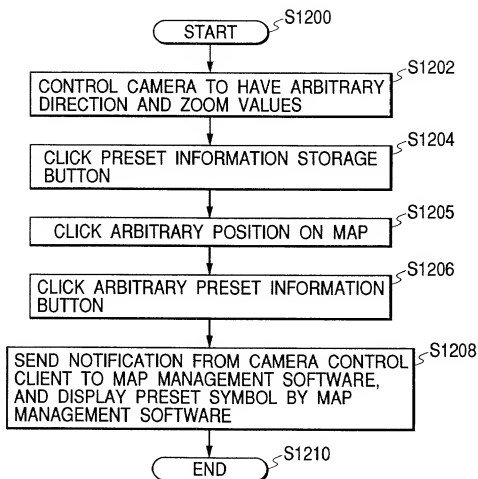 START
S1200
S1202
CONTROL CAMERA TO HAVE ARBITRARY
DIRECTION AND ZOOM VALUES
S1204
CLICK PRESET INFORMATION STORAGE
BUTTON
S1205
CLICK ARBITRARY POSITION ON MAP
S1206
CLICK ARBITRARY PRESET INFORMATION
BUTTON
S1208
SEND NOTIFICATION FROM CAMERA CONTROL
CLIENT TO MAP MANAGEMENT SOFTWARE,
AND DISPLAY PRESET SYMBOL BY MAP
MANAGEMENT SOFTWARE
S1210
END